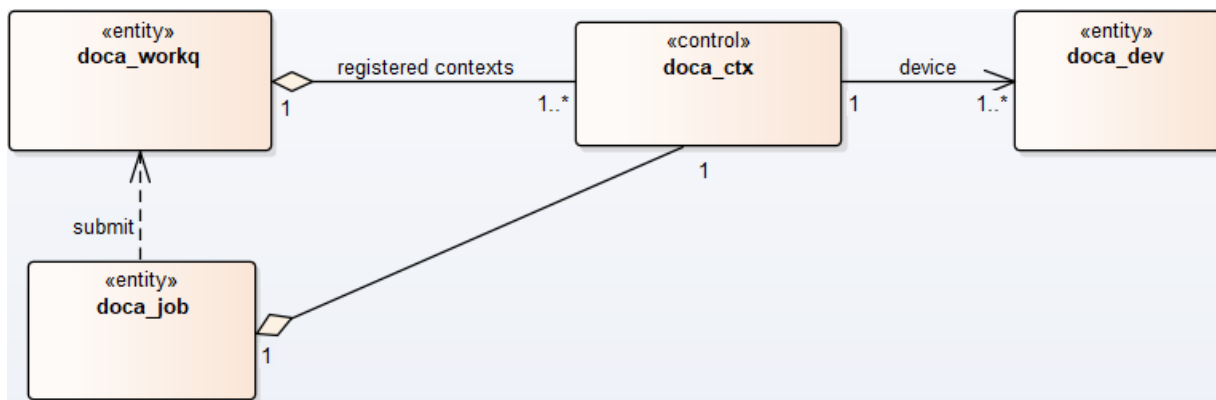 «entity»
doca_workq
registered contexts
1
1..*
«control»
doca_ctx
device
1
1..*
«entity»
doca_dev
1
submit
«entity»
doca_job
1